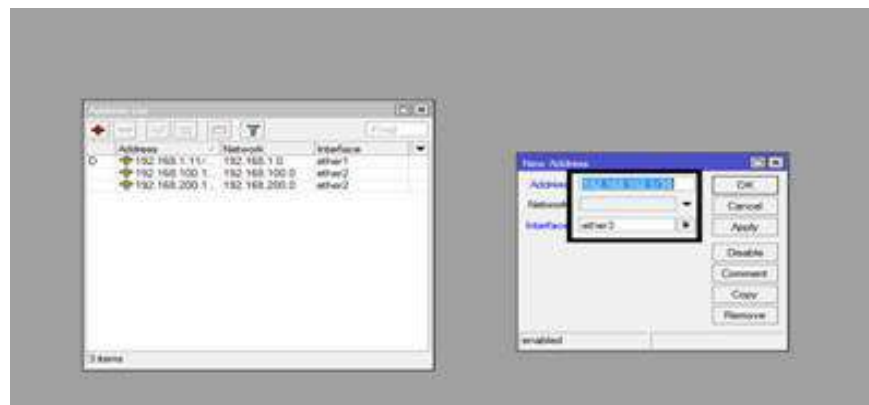 Address List
Find
Address Network Interface
D 192.168.1.11/... 192.168.1.0 ether1
192.168.100.1... 192.168.100.0 ether2
192.168.200.1... 192.168.200.0 ether2
3 items
New Address
Address:
OK
Network:
Cancel
Interface:
Apply
Disable
Comment
Copy
Remove
enabled